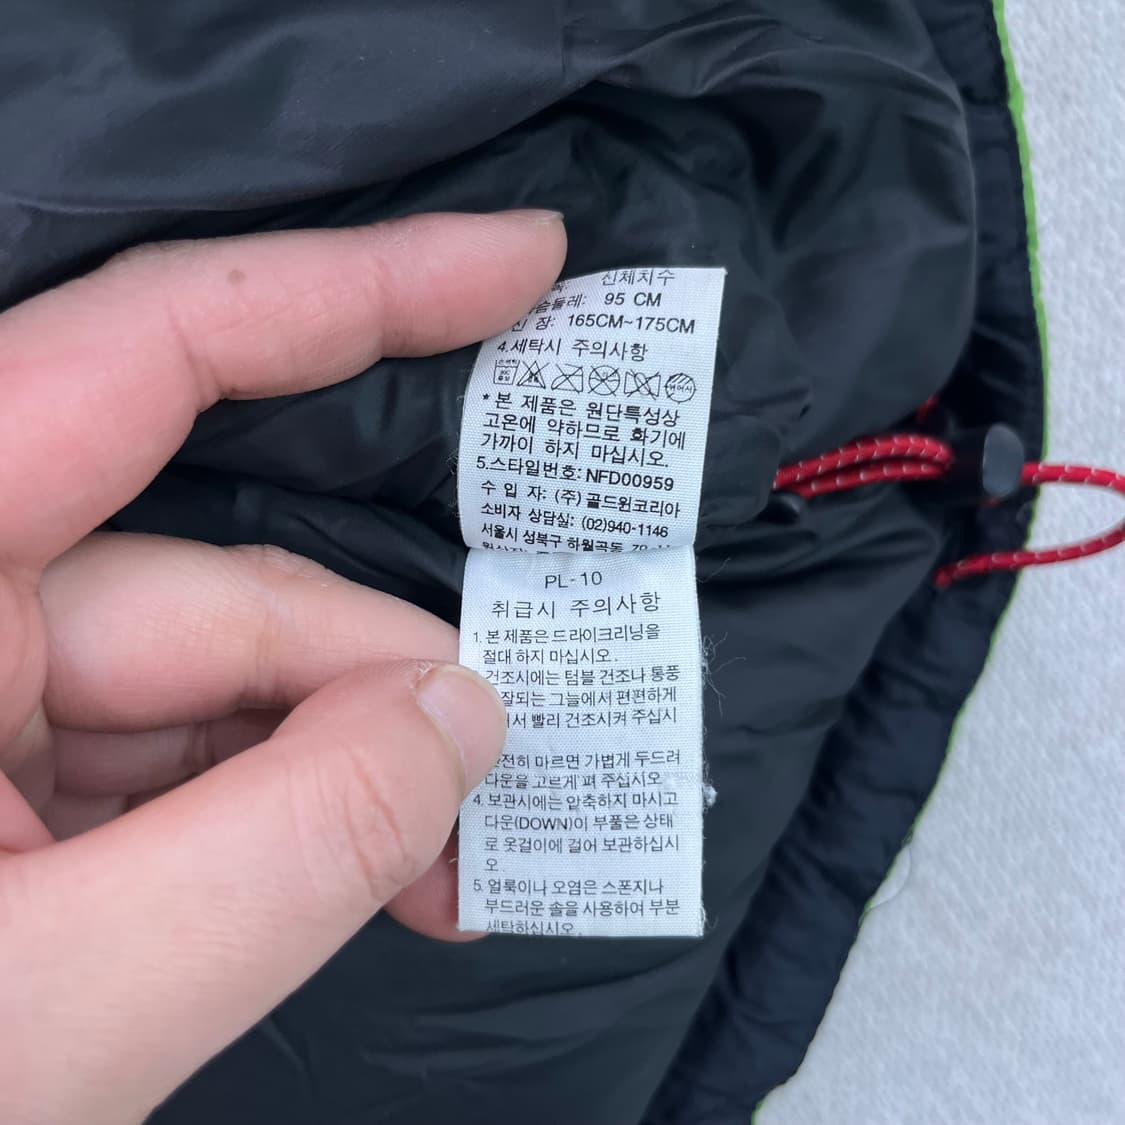 신체치수
슴둘레: 95 CM
장: 165CM~175CM
4.세탁시 주의사항
*본 제품은 원단특성상
고온에 약하므로 화기에
가까이 하지 마십시오.
5.스타일번호: NFD00959
수 입 자: (주) 골드윈코리아
소비자 상담실: (02)940-1146
서울시 성북구 하월곡동
PL-10
취급시 주의사항
1. 본 제품은 드라이크리닝을
절대 하지 마십시오.
건조시에는 텀블 건조나 통풍
잘되는 그늘에서 편편하게
서 빨리 건조시켜 주십시
전히 마르면 가볍게 두드려
다운을 고르게 펴 주십시오
4. 보관시에는 압축하지 마시고
다운(DOWN)이 부풀은 상태
로 옷걸이에 걸어 보관하십시
오.
5. 얼룩이나 오염은 스폰지나
부드러운 솔을 사용하여 부분
세탁하십시오.